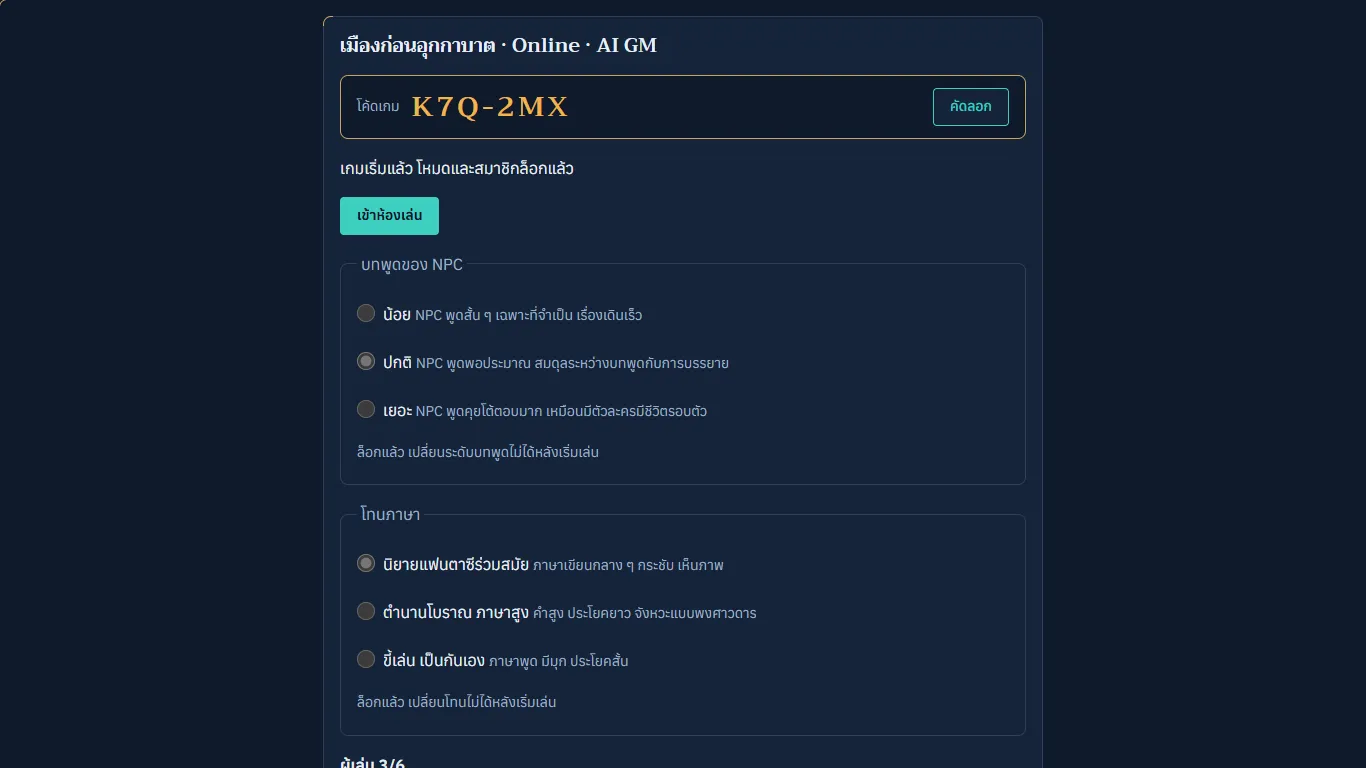 เมืองก่อนอุกกาบาต · Online · AI GM
โค้ดเกม K7Q-2MX คัดลอก
เกมเริ่มแล้ว โหมดและสมาชิกล็อกแล้ว
เข้าห้องเล่น
บทพูดของ NPC
น้อย NPC พูดสั้น ๆ เฉพาะที่จำเป็น เรื่องเดินเร็ว
ปกติ NPC พูดพอประมาณ สมดุลระหว่างบทพูดกับการบรรยาย
เยอะ NPC พูดคุยโต้ตอบมาก เหมือนมีตัวละครมีชีวิตรอบตัว
ล็อกแล้ว เปลี่ยนระดับบทพูดไม่ได้หลังเริ่มเล่น
โทนภาษา
นิยายแฟนตาซีร่วมสมัย ภาษาเขียนกลาง ๆ กระชับ เห็นภาพ
ตำนานโบราณ ภาษาสูง คำสูง ประโยคยาว จังหวะแบบพงศาวดาร
ขี้เล่น เป็นกันเอง ภาษาพูด มีมุก ประโยคสั้น
ล็อกแล้ว เปลี่ยนโทนไม่ได้หลังเริ่มเล่น
ผู้เล่น 3/6